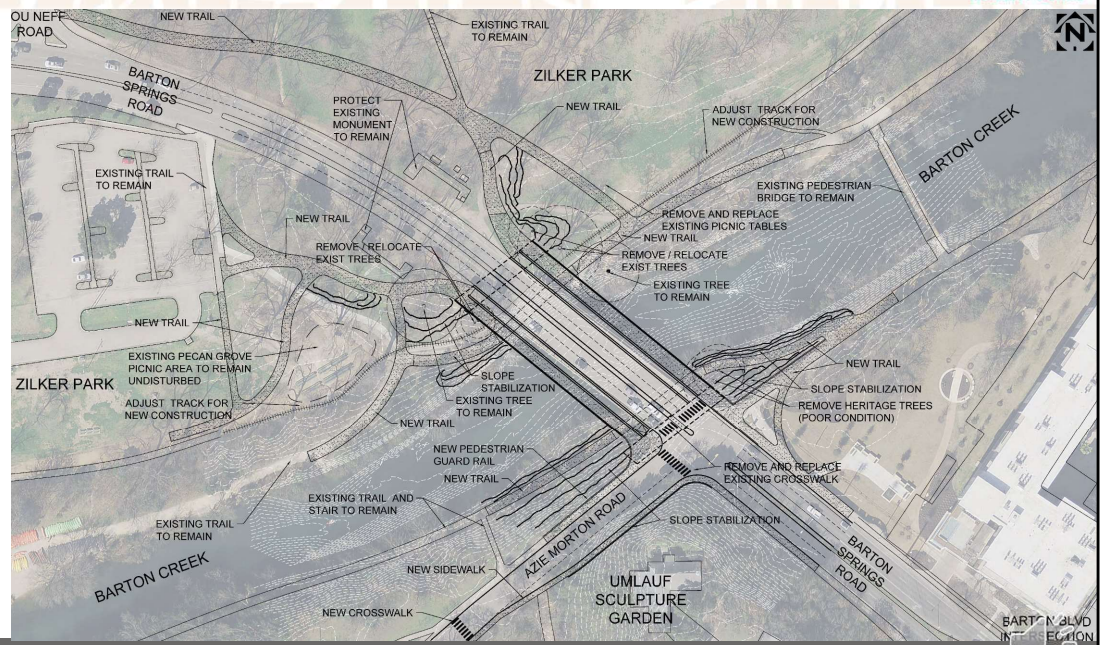 OU NEFF
ROAD
NEW TRAIL
EXISTING TRAIL
TO REMAIN
N
ZILKER PARK
BARTON
SPRINGS
ROAD
PROTECT
EXISTING
MONUMENT
TO REMAIN
NEW TRAIL
ADJUST TRACK FOR
NEW CONSTRUCTION
BARTON CREEK
EXISTING TRAIL
TO REMAIN
EXISTING PEDESTRIAN
BRIDGE TO REMAIN
NEW TRAIL
REMOVE AND REPLACE
EXISTING PICNIC TABLES
NEW TRAIL
REMOVE / RELOCATE
EXIST TREES
REMOVE / RELOCATE
EXIST TREES
EXISTING TREE
TO REMAIN
NEW TRAIL
EXISTING PECAN GROVE
PICNIC AREA TO REMAIN
UNDISTURBED
ZILKER PARK
ADJUST TRACK FOR
NEW CONSTRUCTION
SLOPE
STABILIZATION
EXISTING TREE
TO REMAIN
NEW TRAIL
SLOPE STABILIZATION
REMOVE HERITAGE TREES
(POOR CONDITION)
NEW TRAIL
NEW PEDESTRIAN
GUARD RAIL
NEW TRAIL
REMOVE AND REPLACE
EXISTING CROSSWALK
EXISTING TRAIL AND
STAIR TO REMAIN
EXISTING TRAIL
TO REMAIN
SLOPE STABILIZATION
AZIE MORTON ROAD
BARTON
SPRINGS
ROAD
BARTON CREEK
NEW SIDEWALK
UMLAUF
SCULPTURE
GARDEN
NEW CROSSWALK
BARTON BLVD
INTERSECTION